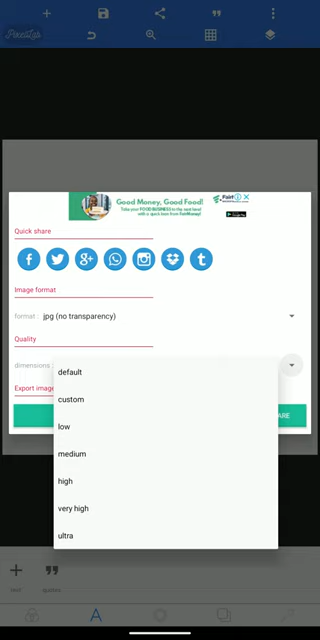 PixelLab
Good Money, Good Food!
Take your FOOD BUSINESS to the next level
with a quick loan from FairMoney!
Quick share
Image format
format : jpg (no transparency)
Quality
dimensions :
default
custom
low
medium
high
very high
ultra
Export image
ARE
text
quotes